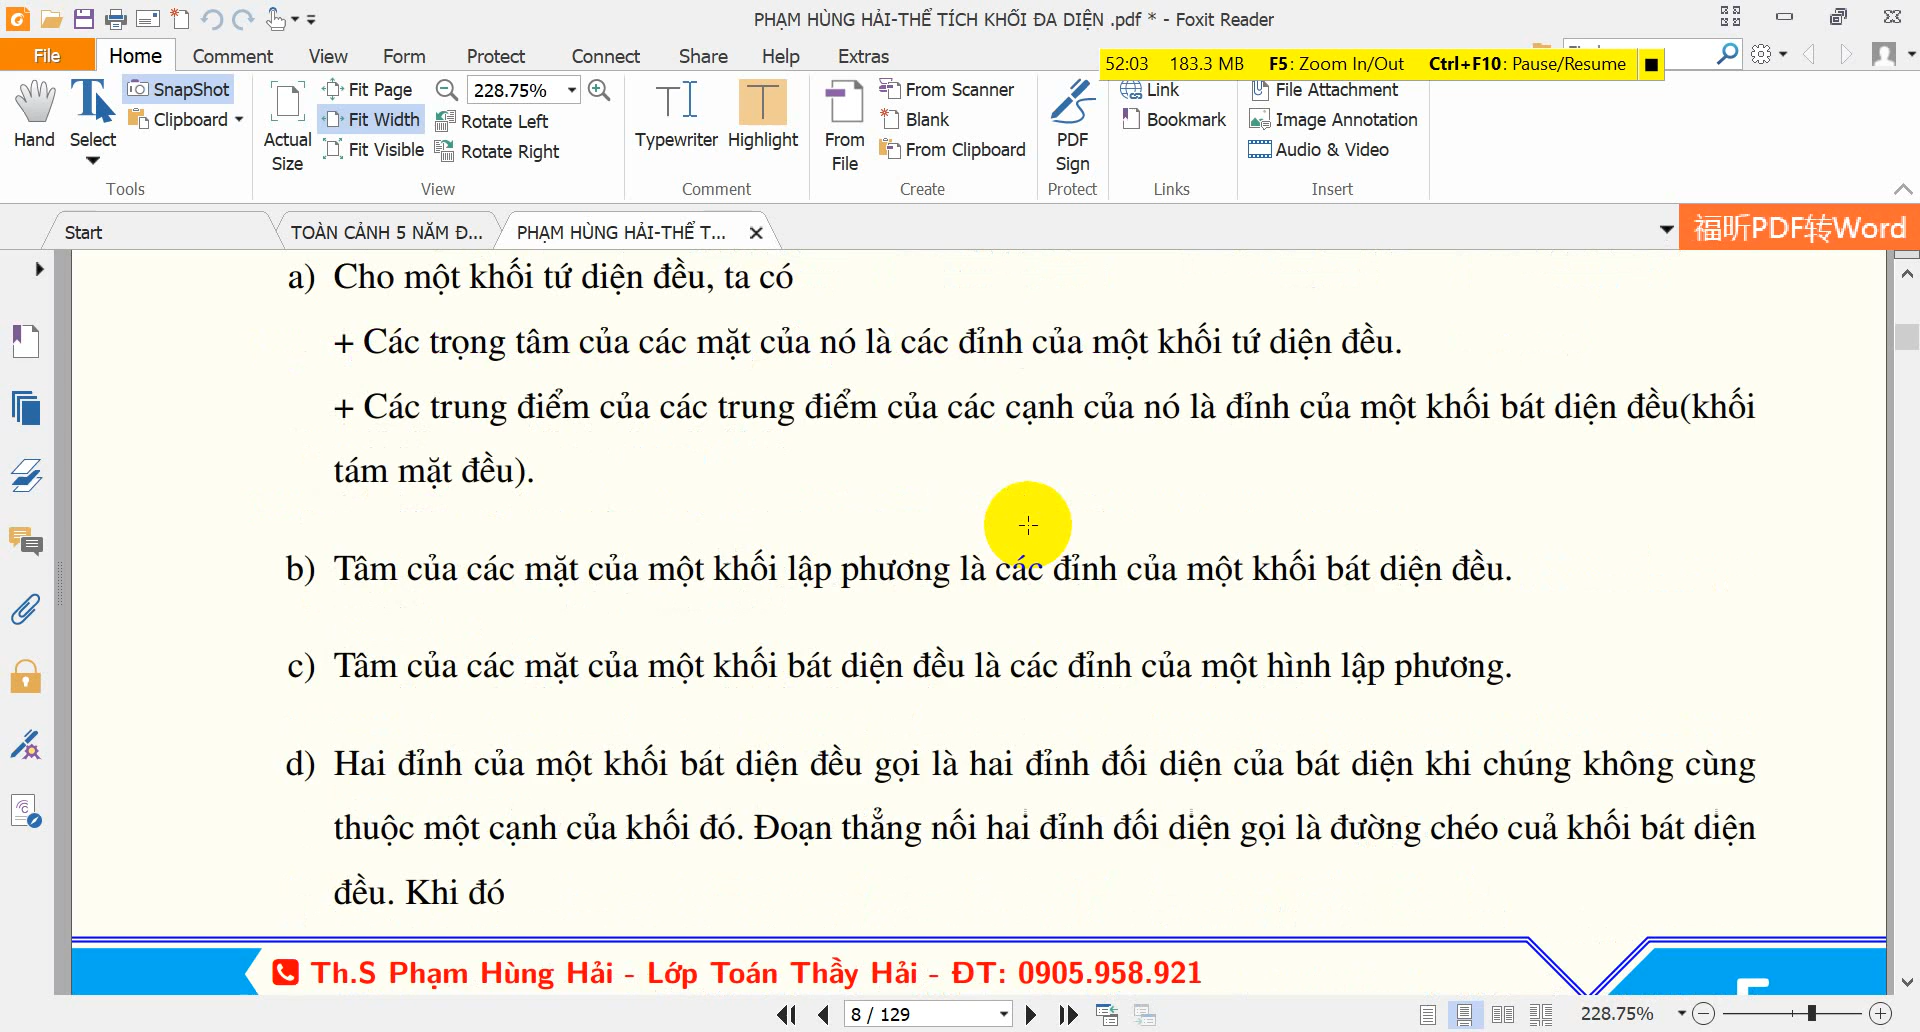 PHẠM HÙNG HẢI-THỂ TÍCH KHỐI ĐA DIỆN .pdf * - Foxit Reader
File Home Comment View Form Protect Connect Share Help Extras
52:03 183.3 MB F5: Zoom In/Out Ctrl+F10: Pause/Resume
Hand
Select
SnapShot
Clipboard
Tools
Actual Size
Fit Page
Fit Width
Fit Visible
228.75%
Rotate Left
Rotate Right
View
Typewriter
Highlight
Comment
From File
From Scanner
Blank
From Clipboard
Create
PDF Sign
Protect
Link
Bookmark
Links
File Attachment
Image Annotation
Audio & Video
Insert
Start
TOÀN CẢNH 5 NĂM Đ...
PHẠM HÙNG HẢI-THỂ T...
福昕PDF转Word
a) Cho một khối tứ diện đều, ta có
+ Các trọng tâm của các mặt của nó là các đỉnh của một khối tứ diện đều.
+ Các trung điểm của các trung điểm của các cạnh của nó là đỉnh của một khối bát diện đều(khối
tám mặt đều).
b) Tâm của các mặt của một khối lập phương là các đỉnh của một khối bát diện đều.
c) Tâm của các mặt của một khối bát diện đều là các đỉnh của một hình lập phương.
d) Hai đỉnh của một khối bát diện đều gọi là hai đỉnh đối diện của bát diện khi chúng không cùng
thuộc một cạnh của khối đó. Đoạn thẳng nối hai đỉnh đối diện gọi là đường chéo cuả khối bát diện
đều. Khi đó
Th.S Phạm Hùng Hải - Lớp Toán Thầy Hải - ĐT: 0905.958.921
8 / 129
228.75%